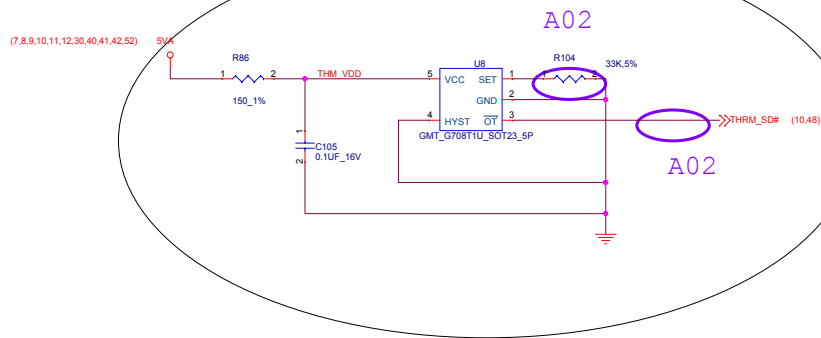 A02
(7,8,9,10,11,12,30,40,41,42,52) 5VA
R86
1 2
150_1%
THM_VDD
U8
5 VCC SET 1
GND 2
4 HYST OT 3
GMT_G708T1U_SOT23_5P
R104
33K,5%
1 2
THRM_SD# (10,48)
A02
1
C105
0.1UF_16V
2